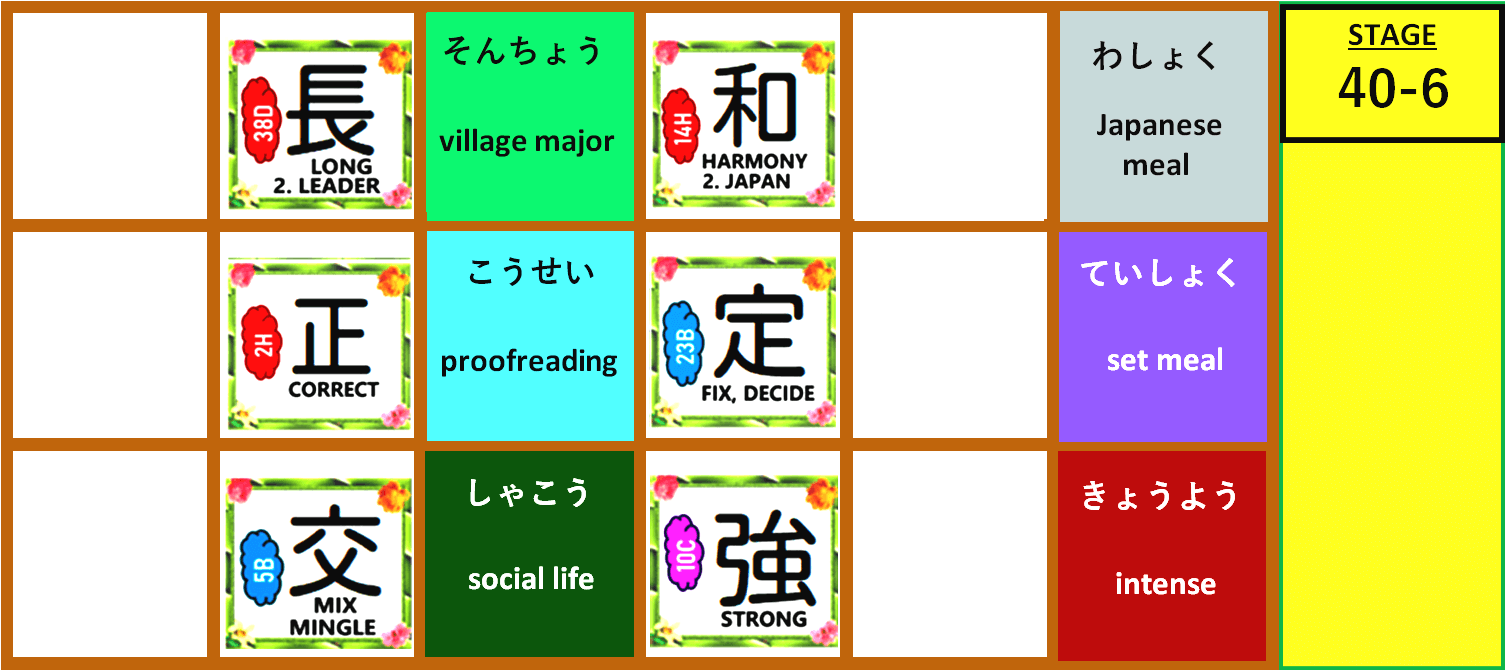 38D
長
LONG
2. LEADER
そんちょう
village major
14H
和
HARMONY
2. JAPAN
わしょく
Japanese
meal
STAGE
40-6
2H
正
CORRECT
こうせい
proofreading
23B
定
FIX, DECIDE
ていしょく
set meal
5B
交
MIX
MINGLE
しゃこう
social life
10C
強
STRONG
きょうよう
intense